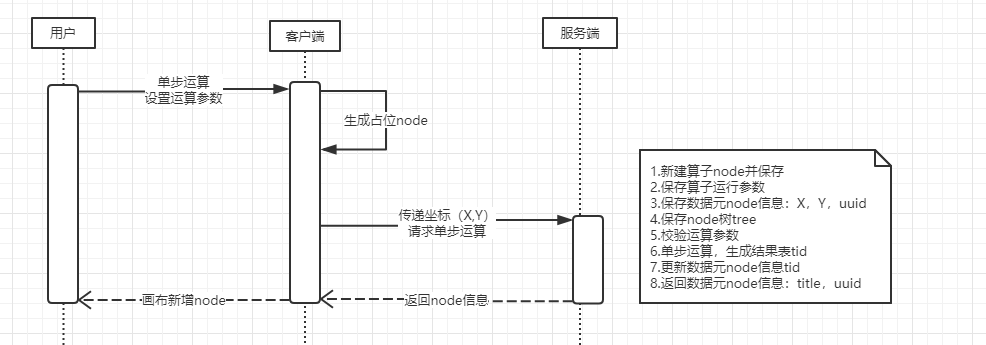 用户
客户端
服务端
单步运算
设置运算参数
生成占位node
传递坐标（X,Y）
请求单步运算
画布新增node
返回node信息
1.新建算子node并保存
2.保存算子运行参数
3.保存数据元node信息：X，Y，uuid
4.保存node树tree
5.校验运算参数
6.单步运算，生成结果表tid
7.更新数据元node信息tid
8.返回数据元node信息：title，uuid